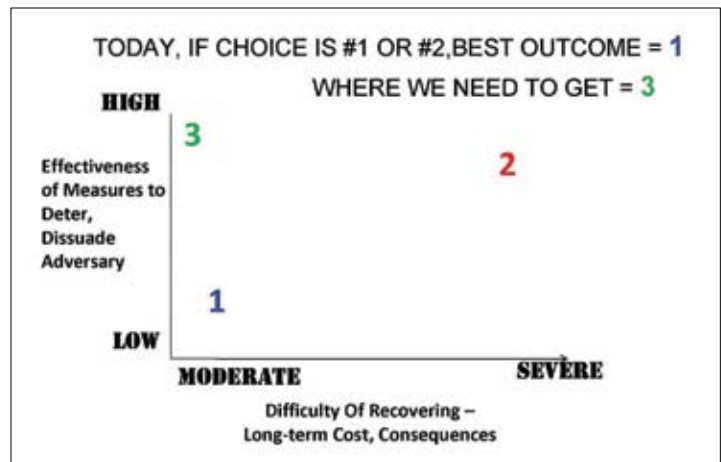 TODAY, IF CHOICE IS #1 OR #2,BEST OUTCOME = 1
WHERE WE NEED TO GET = 3
HIGH
3
2
Effectiveness
of Measures to
Deter,
Dissuade
Adversary
1
LOW
MODERATE
SEVERE
Difficulty Of Recovering –
Long-term Cost, Consequences